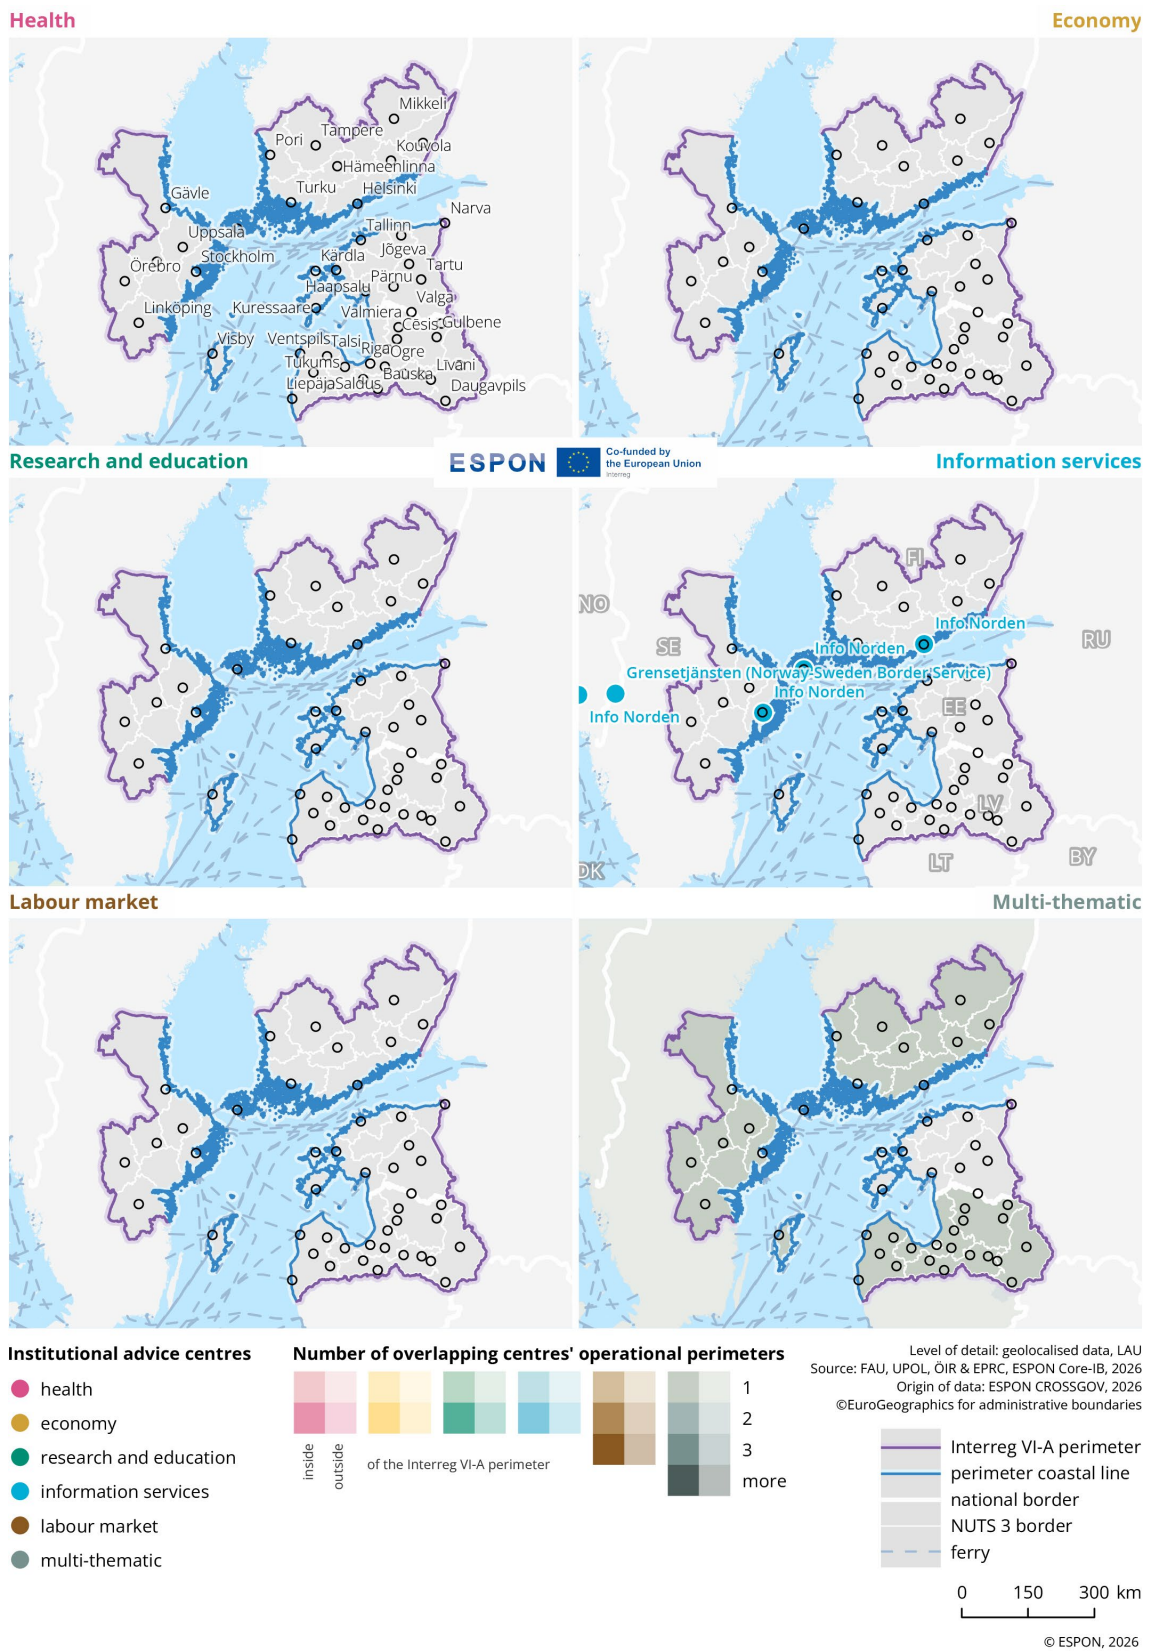 Health
Economy
Mikkeli
Tampere
Pori
Kouvola
Hämeenlinna
Turku
Helsinki
Gävle
Narva
Uppsala
Tallinn
Jõgeva
Örebro
Stockholm
Kärdla
Tartu
Pärnu
Haapsalu
Valga
Linköping
Kuressaare
Valmiera
Cēsis
Gulbene
Visby
Ventspils
Talsi
Riga
Ogre
Tukums
Līvāni
Bauska
Liepāja
Saldus
Daugavpils
Research and education
ESPON
Co-funded by
the European Union
Interreg
Information services
FI
NO
SE
RU
Info Norden
Info Norden
Grensetjänsten (Norway-Sweden Border Service)
Info Norden
Info Norden
EE
LV
LT
BY
DK
Labour market
Multi-thematic
Institutional advice centres
health
economy
research and education
information services
labour market
multi-thematic
Number of overlapping centres' operational perimeters
1
2
3
more
inside
outside
of the Interreg VI-A perimeter
Level of detail: geolocalised data, LAU
Source: FAU, UPOL, ÖIR & EPRC, ESPON Core-IB, 2026
Origin of data: ESPON CROSSGOV, 2026
©EuroGeographics for administrative boundaries
Interreg VI-A perimeter
perimeter coastal line
national border
NUTS 3 border
ferry
0 150 300 km
© ESPON, 2026